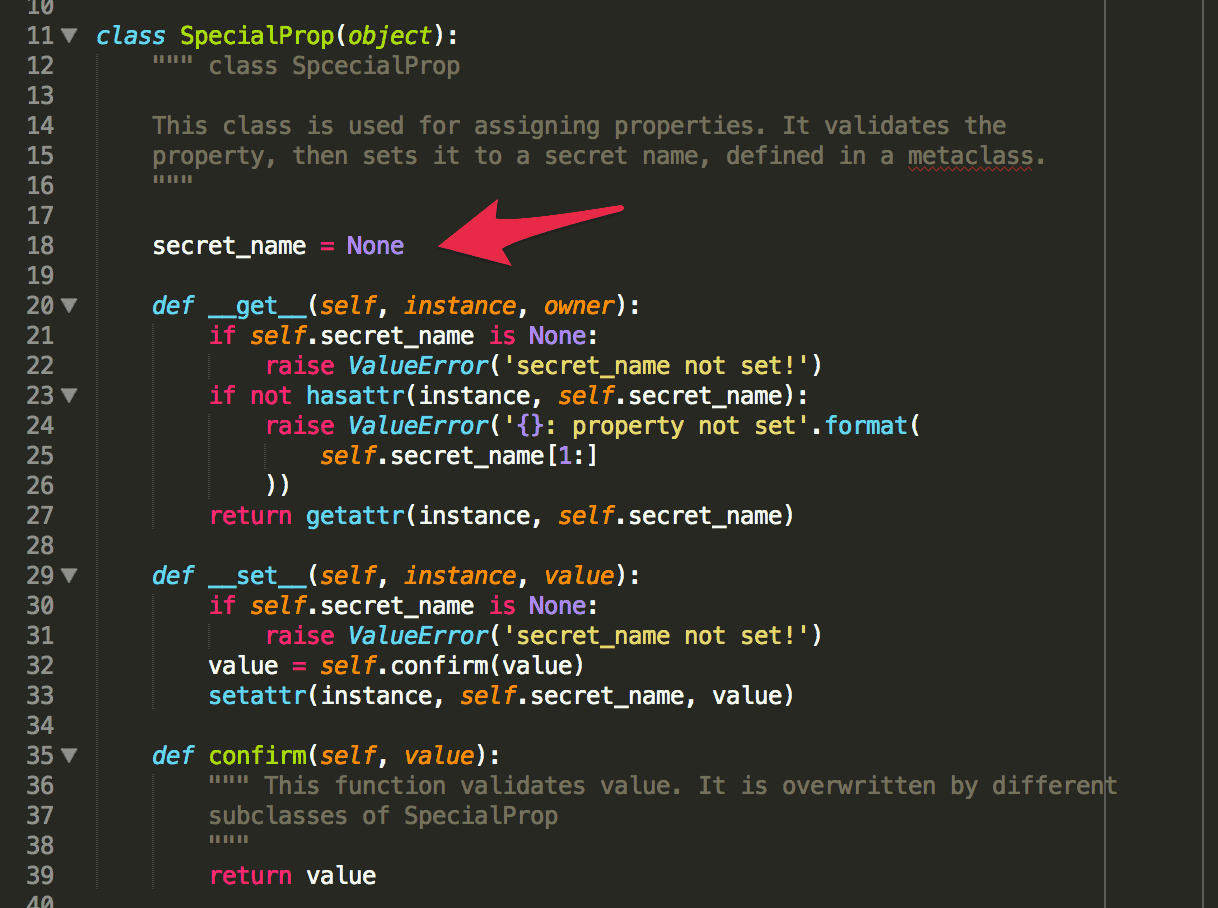 10
11 class SpecialProp(object):
12 """ class SpcecialProp
13
14 This class is used for assigning properties. It validates the
15 property, then sets it to a secret name, defined in a metaclass.
16 """
17
18 secret_name = None
19
20 def __get__(self, instance, owner):
21 if self.secret_name is None:
22 raise ValueError('secret_name not set!')
23 if not hasattr(instance, self.secret_name):
24 raise ValueError('{}: property not set'.format(
25 self.secret_name[1:]
26 ))
27 return getattr(instance, self.secret_name)
28
29 def __set__(self, instance, value):
30 if self.secret_name is None:
31 raise ValueError('secret_name not set!')
32 value = self.confirm(value)
33 setattr(instance, self.secret_name, value)
34
35 def confirm(self, value):
36 """ This function validates value. It is overwritten by different
37 subclasses of SpecialProp
38 """
39 return value
40